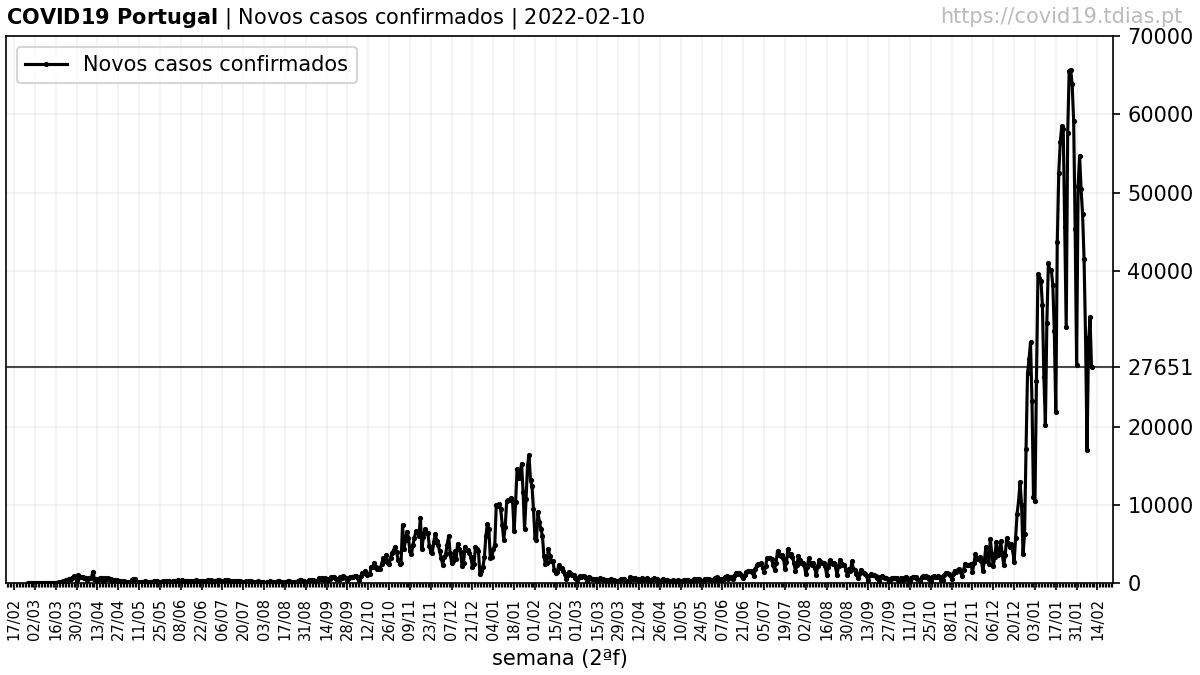 COVID19 Portugal | Novos casos confirmados | 2022-02-10
https://covid19.tdias.pt
Novos casos confirmados
70000
60000
50000
40000
27651
20000
10000
0
17/02 02/03 16/03 30/03 13/04 27/04 11/05 25/05 08/06 22/06 06/07 20/07 03/08 17/08 31/08 14/09 28/09 12/10 26/10 09/11 23/11 07/12 21/12 04/01 18/01 01/02 15/02 01/03 15/03 29/03 12/04 26/04 10/05 24/05 07/06 21/06 05/07 19/07 02/08 16/08 30/08 13/09 27/09 11/10 25/10 08/11 22/11 06/12 20/12 03/01 17/01 31/01 14/02
semana (2ªf)